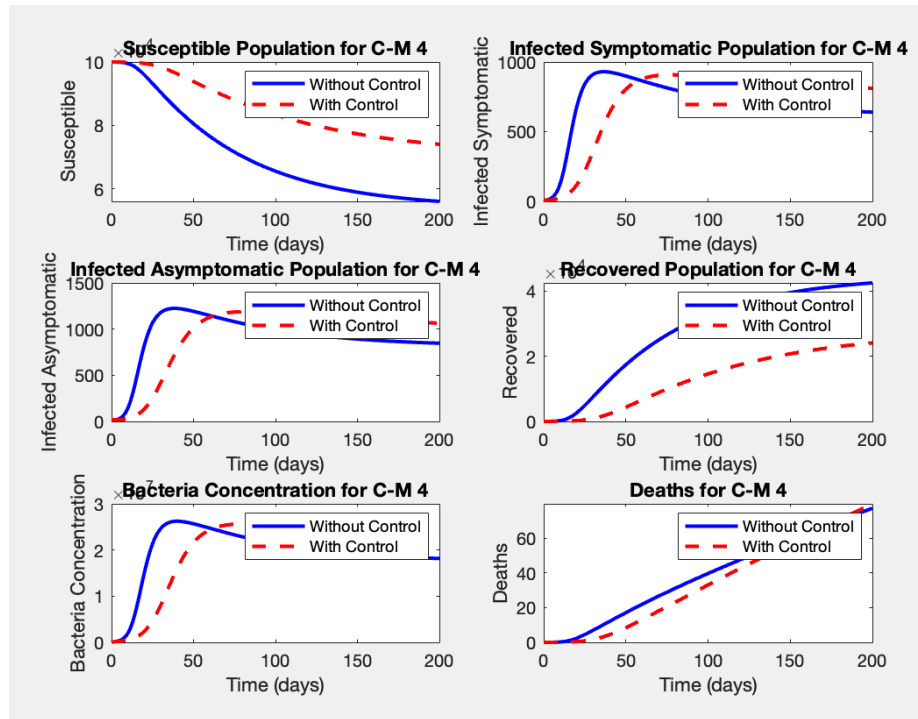 Susceptible Population for C-M 4
Susceptible
10
8
6
0
50
100
150
200
Time (days)
Without Control
With Control
Infected Symptomatic Population for C-M 4
Infected Symptomatic
1000
500
0
0
50
100
150
200
Time (days)
Without Control
With Control
Infected Asymptomatic Population for C-M 4
Infected Asymptomatic
1500
1000
500
0
0
50
100
150
200
Time (days)
Without Control
With Control
× 10^4
Recovered Population for C-M 4
Recovered
4
2
0
0
50
100
150
200
Time (days)
Without Control
With Control
Bacteria Concentration for C-M 4
Bacteria Concentration
3
2
1
0
0
50
100
150
200
Time (days)
Without Control
With Control
Deaths for C-M 4
Deaths
60
40
20
0
0
50
100
150
200
Time (days)
Without Control
With Control